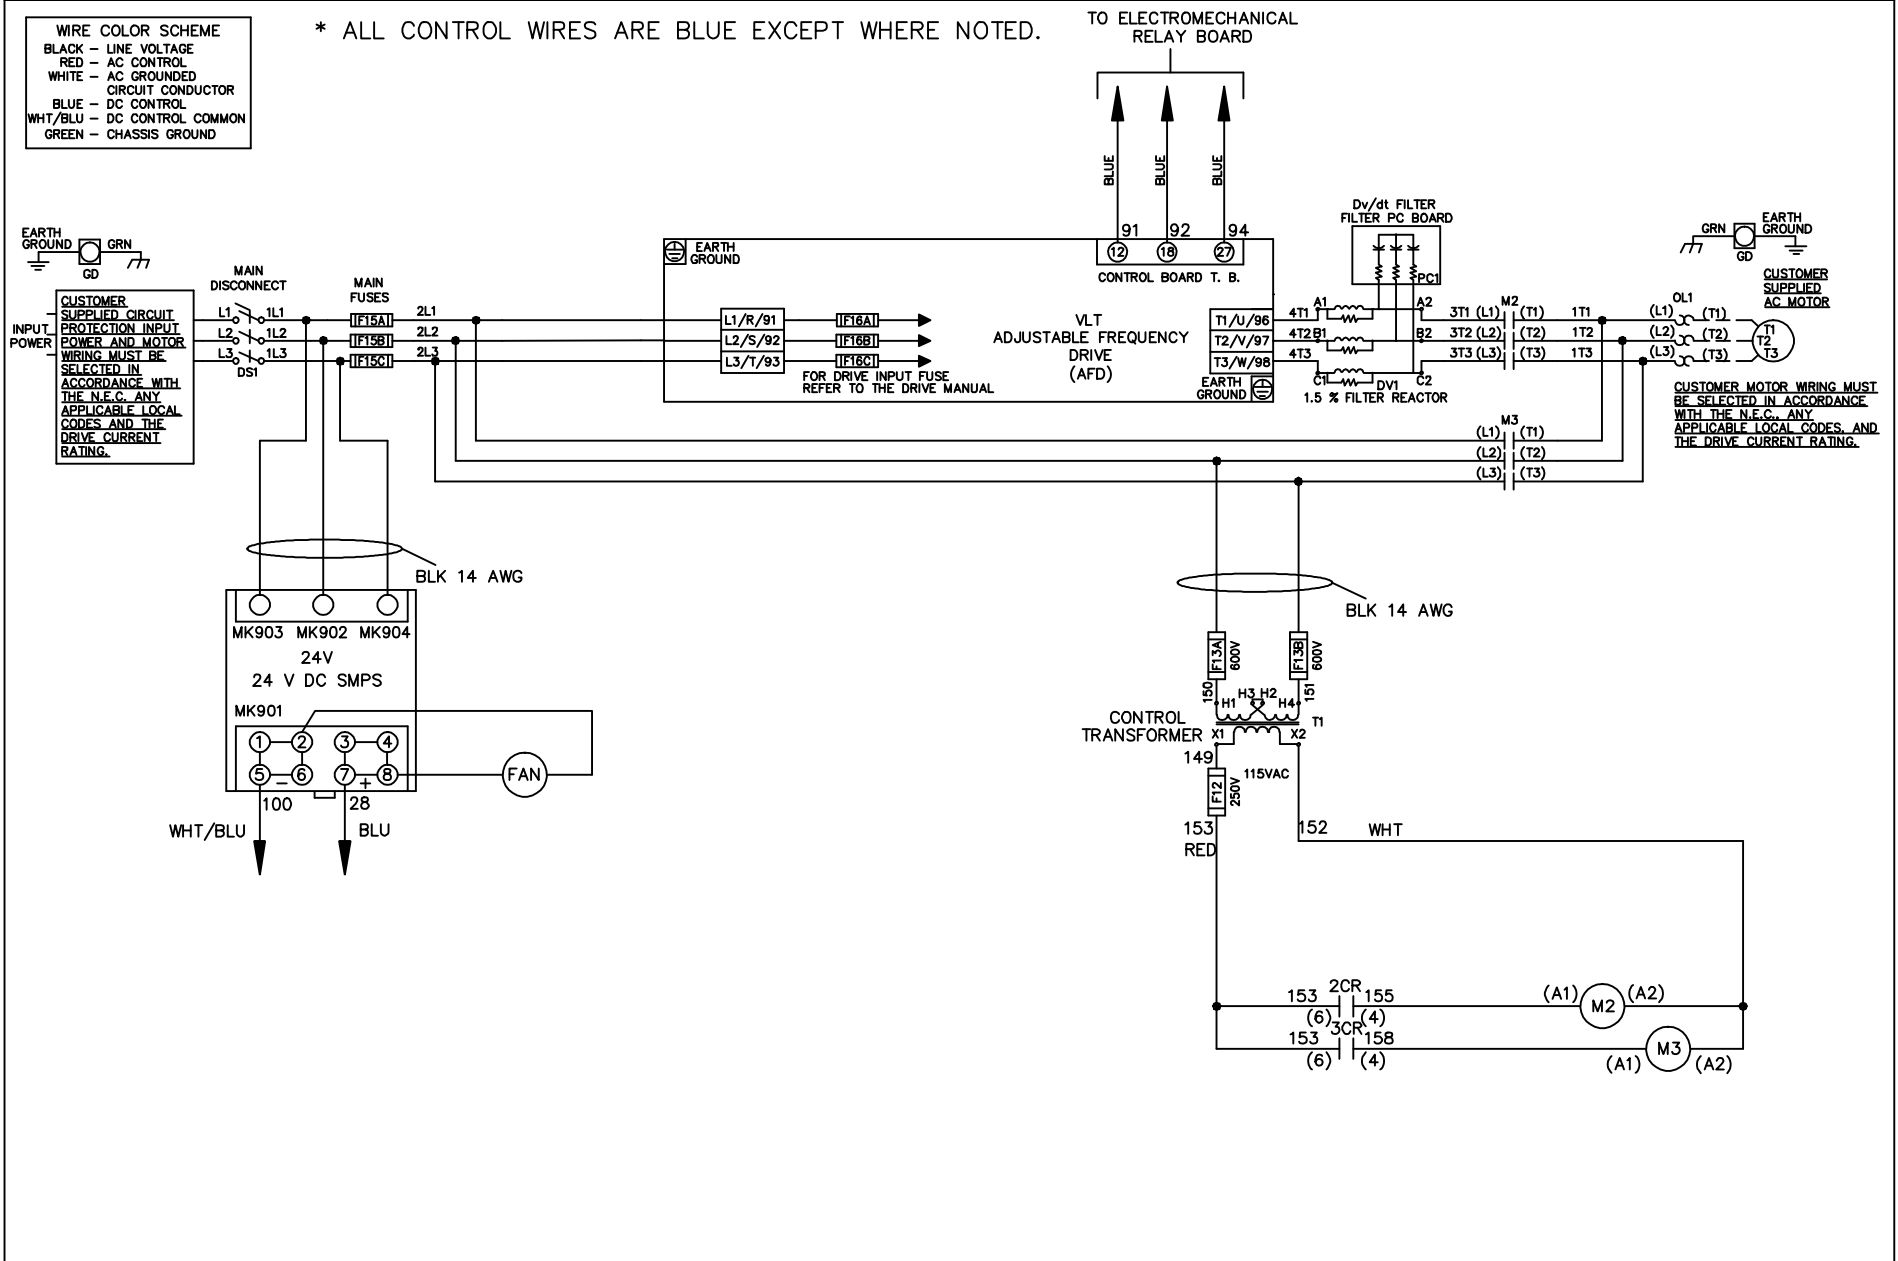 WIRE COLOR SCHEME
BLACK – LINE VOLTAGE
RED – AC CONTROL
WHITE – AC GROUNDED
CIRCUIT CONDUCTOR
BLUE – DC CONTROL
WHT/BLU – DC CONTROL COMMON
GREEN – CHASSIS GROUND
* ALL CONTROL WIRES ARE BLUE EXCEPT WHERE NOTED.
TO ELECTROMECHANICAL
RELAY BOARD
BLUE
BLUE
BLUE
91 92 94
12 18 27
CONTROL BOARD T. B.
EARTH
GROUND
GRN
GD
INPUT
POWER
CUSTOMER
SUPPLIED CIRCUIT
PROTECTION INPUT
POWER AND MOTOR
WIRING MUST BE
SELECTED IN
ACCORDANCE WITH
THE N.E.C. ANY
APPLICABLE LOCAL
CODES AND THE
DRIVE CURRENT
RATING.
MAIN
DISCONNECT
L1 1L1
L2 1L2
L3 1L3
DS1
MAIN
FUSES
F15A
F15B
F15C
2L1
2L2
2L3
EARTH
GROUND
L1/R/91
L2/S/92
L3/T/93
F16A
F16B
F16C
FOR DRIVE INPUT FUSE
REFER TO THE DRIVE MANUAL
VLT
ADJUSTABLE FREQUENCY
DRIVE
(AFD)
T1/U/96
T2/V/97
T3/W/98
EARTH
GROUND
4T1
4T2
4T3
Dv/dt FILTER
FILTER PC BOARD
PC1
A1 A2
B1 B2
C1 C2
DV1
1.5 % FILTER REACTOR
M2
3T1 (L1) (T1) 1T1
3T2 (L2) (T2) 1T2
3T3 (L3) (T3) 1T3
M3
(L1) (T1)
(L2) (T2)
(L3) (T3)
OL1
(L1) (T1)
(L2) (T2)
(L3) (T3)
T1
T2
T3
GRN
GD
EARTH
GROUND
CUSTOMER
SUPPLIED
AC MOTOR
CUSTOMER MOTOR WIRING MUST
BE SELECTED IN ACCORDANCE
WITH THE N.E.C., ANY
APPLICABLE LOCAL CODES, AND
THE DRIVE CURRENT RATING.
BLK 14 AWG
MK903 MK902 MK904
24V
24 V DC SMPS
MK901
1 2 3 4
5 6 7 8
– +
FAN
100 28
WHT/BLU BLU
BLK 14 AWG
F13A
600V
F13B
600V
150 151
H1 H3 H2 H4
T1
CONTROL
TRANSFORMER
X1 X2
149
115VAC
F12
250V
153
RED
152 WHT
2CR
153 155
(6) (4)
(A1) M2 (A2)
3CR
153 158
(6) (4)
(A1) M3 (A2)